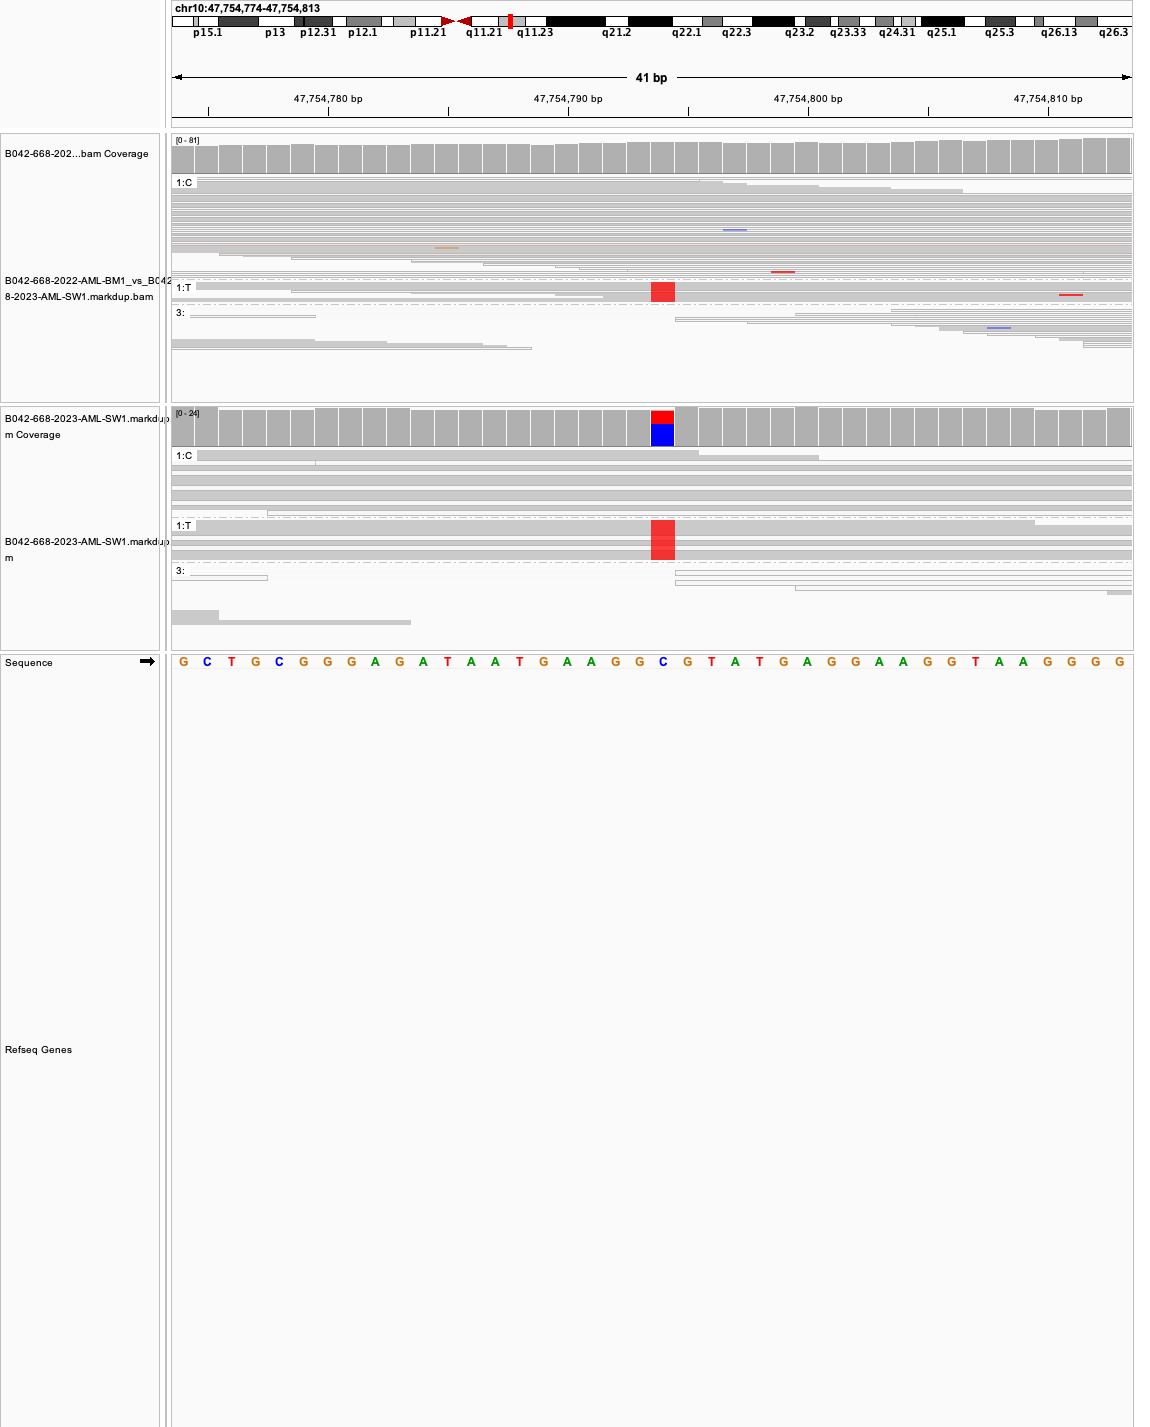 chr10:47,754,774-47,754,813
p15.1 p13 p12.31 p12.1 p11.21 q11.21 q11.23 q21.2 q22.1 q22.3 q23.2 q23.33 q24.31 q25.1 q25.3 q26.13 q26.3
41 bp
47,754,780 bp 47,754,790 bp 47,754,800 bp 47,754,810 bp
[0 - 81]
B042-668-202...bam Coverage
1:C
B042-668-2022-AML-BM1_vs_B042
1:T
8-2023-AML-SW1.markdup.bam
3:
[0 - 24]
B042-668-2023-AML-SW1.markdup
m Coverage
1:C
1:T
B042-668-2023-AML-SW1.markdup
m
3:
Sequence G C T G C G G G A G A T A A T G A A G G C G T A T G A G G A A G G T A A G G G G
Refseq Genes